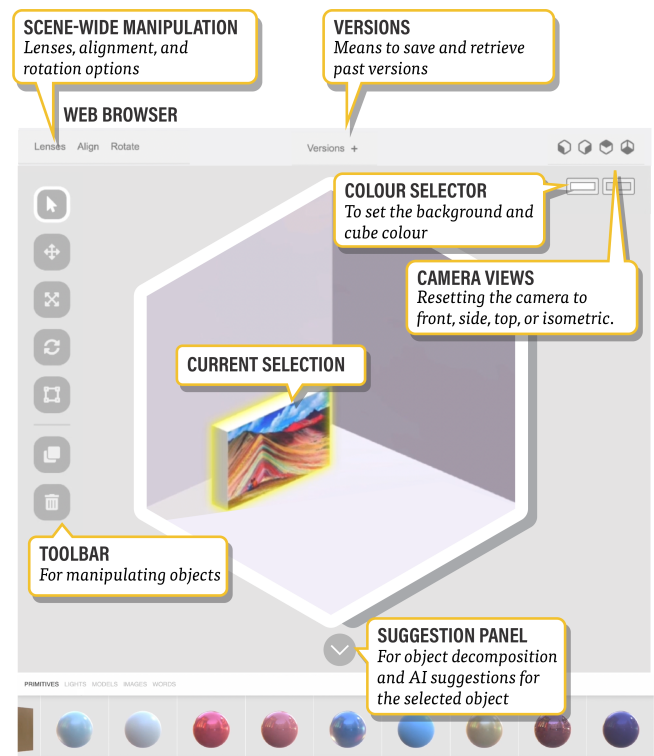 SCENE-WIDE MANIPULATION
Lenses, alignment, and
rotation options
VERSIONS
Means to save and retrieve
past versions
WEB BROWSER
Lenses Align Rotate
Versions +
COLOUR SELECTOR
To set the background and
cube colour
CAMERA VIEWS
Resetting the camera to
front, side, top, or isometric.
CURRENT SELECTION
TOOLBAR
For manipulating objects
SUGGESTION PANEL
For object decomposition
and AI suggestions for
the selected object
PRIMITIVES LIGHTS MODELS IMAGES WORDS